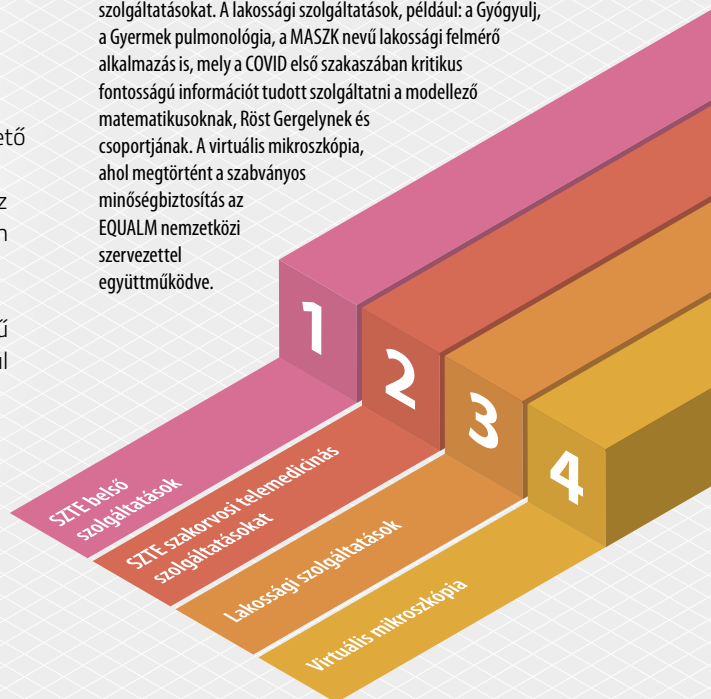 szolgáltatásokat. A lakossági szolgáltatások, például: a Gyógyulj,
a Gyermek pulmonológia, a MASZK nevű lakossági felmérő
alkalmazás is, mely a COVID első szakaszában kritikus
fontosságú információt tudott szolgáltatni a modellező
matematikusoknak, Röst Gergelynek és
csoportjának. A virtuális mikroszkópia,
ahol megtörtént a szabványos
minőségbiztosítás az
EQUALM nemzetközi
szervezettel
együttműködve.
1
2
3
4
SZTE belső
szolgáltatások
SZTE szakorvosi telemedicinás
szolgáltatásokat
Lakossági szolgáltatások
Virtuális mikroszkópia